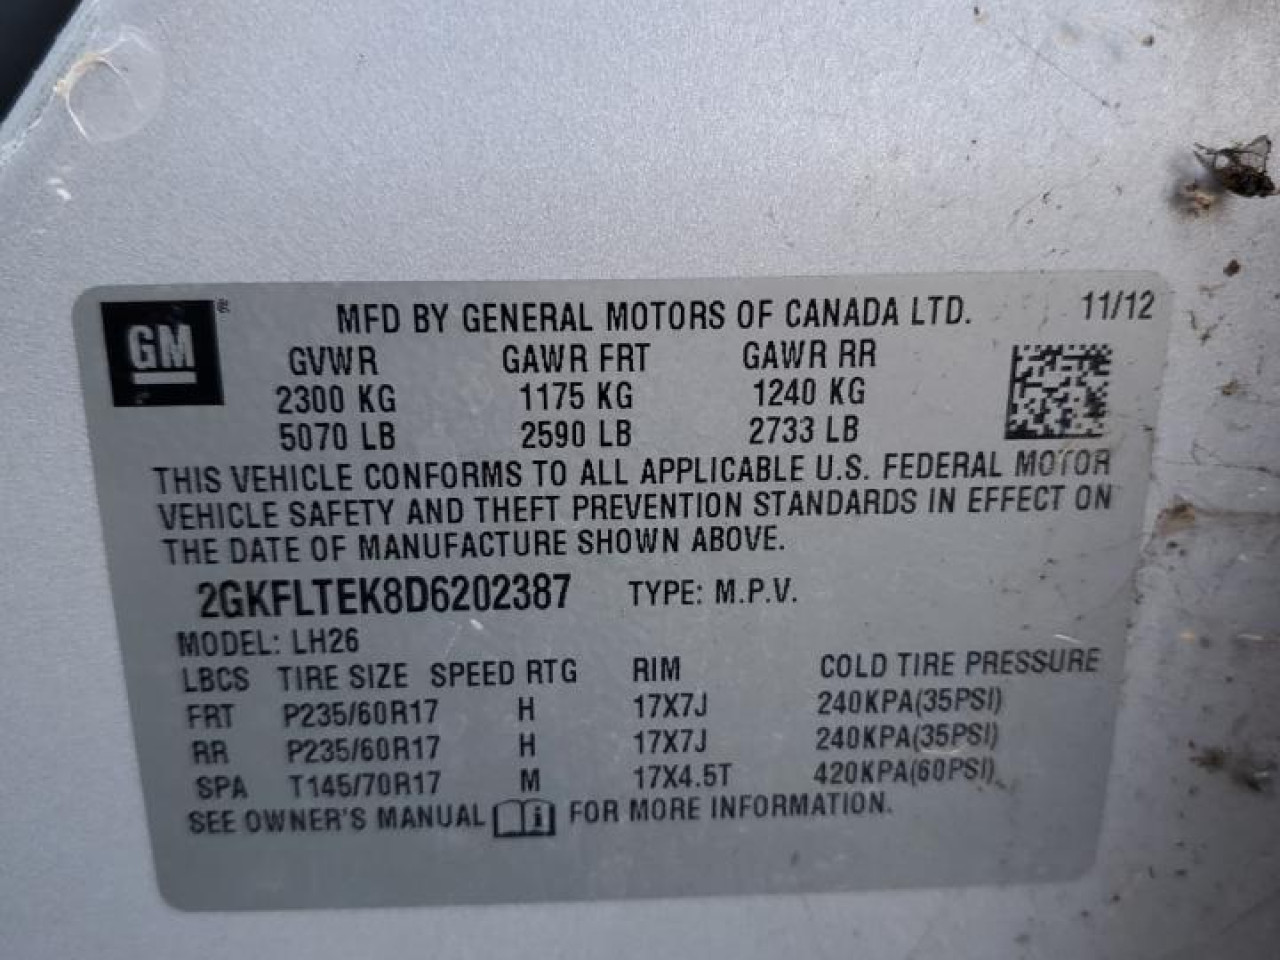 GM ®
MFD BY GENERAL MOTORS OF CANADA LTD. 11/12
GVWR GAWR FRT GAWR RR
2300 KG 1175 KG 1240 KG
5070 LB 2590 LB 2733 LB
THIS VEHICLE CONFORMS TO ALL APPLICABLE U.S. FEDERAL MOTOR
VEHICLE SAFETY AND THEFT PREVENTION STANDARDS IN EFFECT ON
THE DATE OF MANUFACTURE SHOWN ABOVE.
2GKFLTEK8D6202387 TYPE: M.P.V.
MODEL: LH26
LBCS TIRE SIZE SPEED RTG RIM COLD TIRE PRESSURE
FRT P235/60R17 H 17X7J 240KPA(35PSI)
RR P235/60R17 H 17X7J 240KPA(35PSI)
SPA T145/70R17 M 17X4.5T 420KPA(60PSI)
SEE OWNER'S MANUAL i FOR MORE INFORMATION.